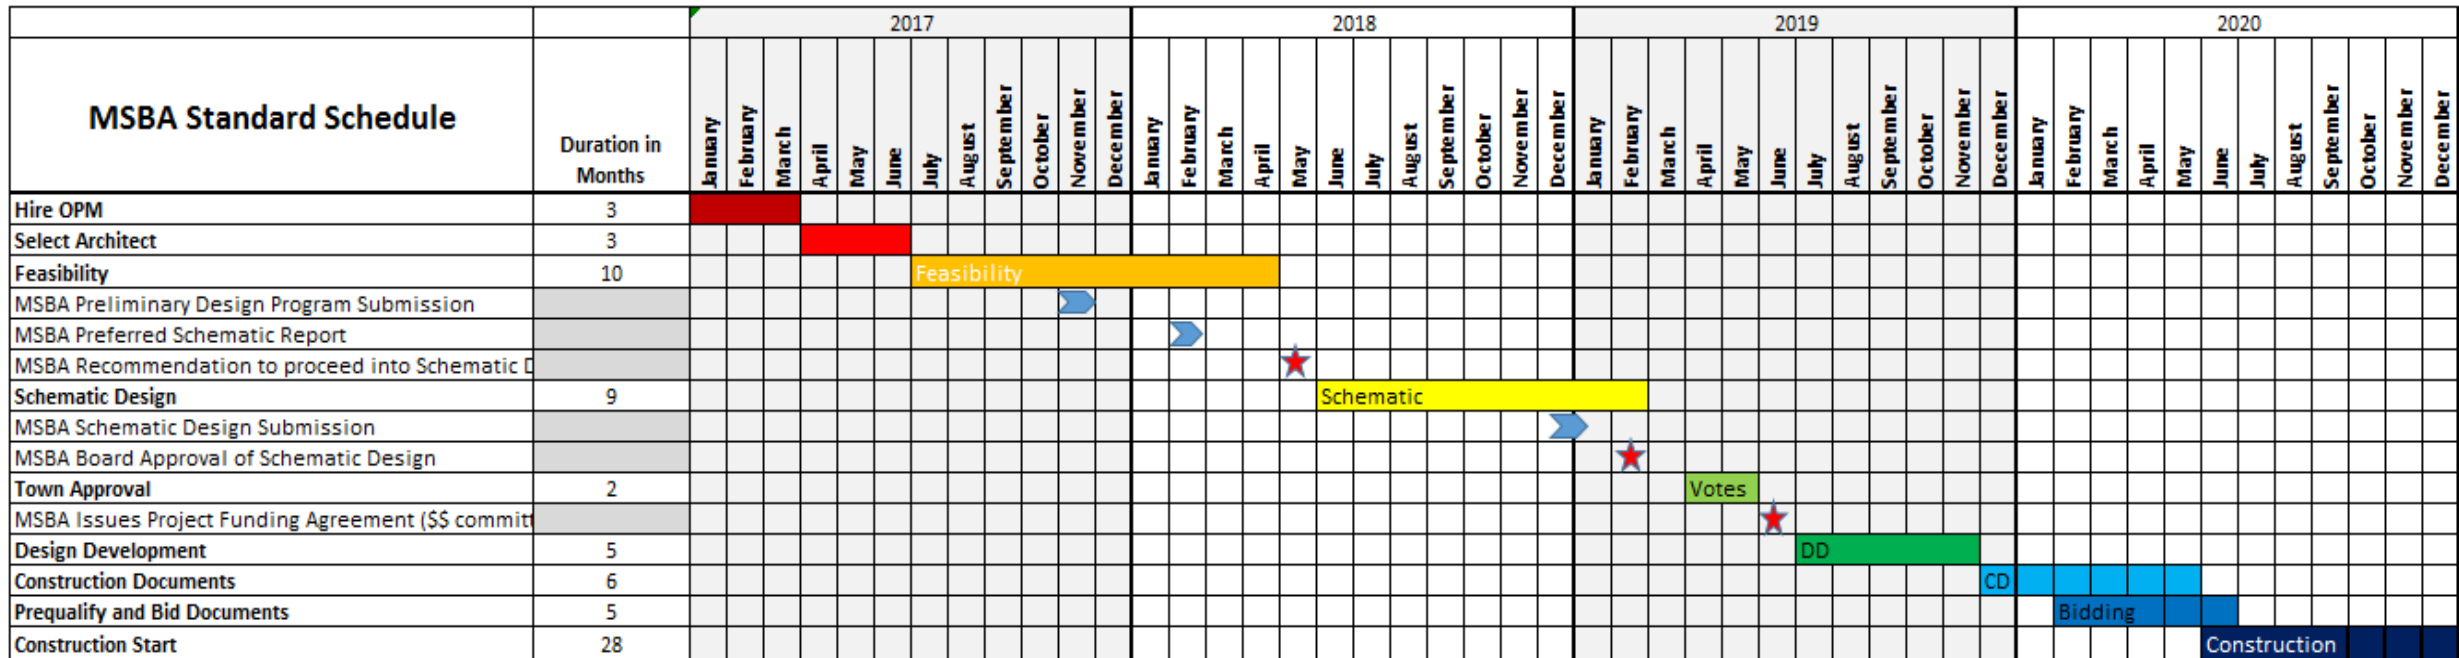 2017 2018 2019 2020
MSBA Standard Schedule
Duration in
Months
January February March April May June July August September October November December January February March April May June July August September October November December January February March April May June July August September October November December January February March April May June July August September October November December
Hire OPM 3
Select Architect 3
Feasibility 10 Feasibility
MSBA Preliminary Design Program Submission
MSBA Preferred Schematic Report
MSBA Recommendation to proceed into Schematic D
Schematic Design 9 Schematic
MSBA Schematic Design Submission
MSBA Board Approval of Schematic Design
Town Approval 2 Votes
MSBA Issues Project Funding Agreement ($$ committ
Design Development 5 DD
Construction Documents 6 CD
Prequalify and Bid Documents 5 Bidding
Construction Start 28 Construction